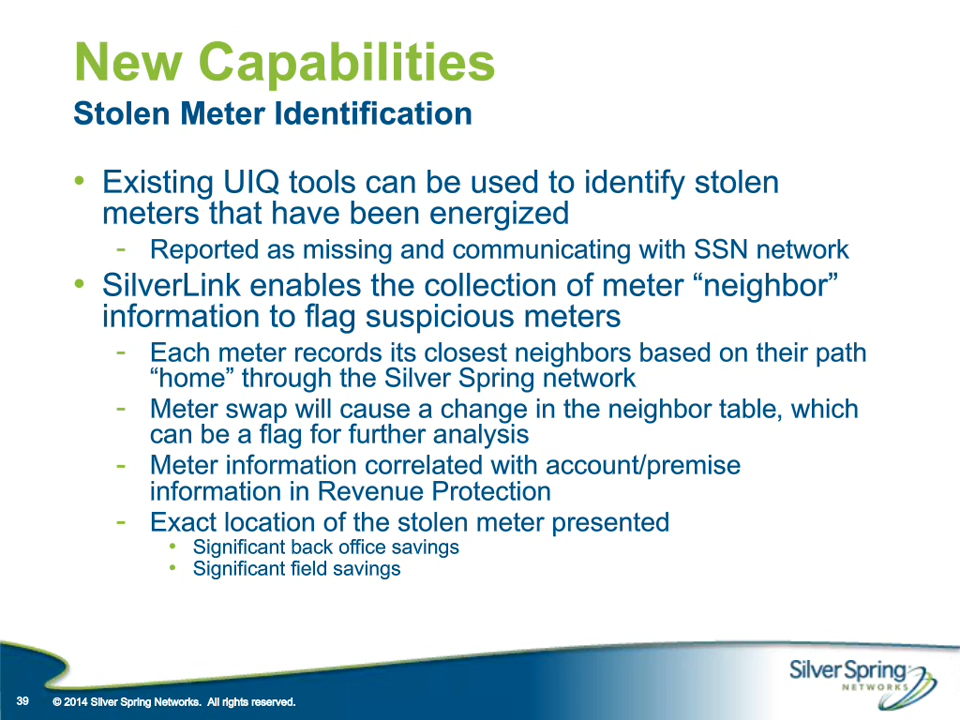 New Capabilities
Stolen Meter Identification
• Existing UIQ tools can be used to identify stolen
meters that have been energized
- Reported as missing and communicating with SSN network
• SilverLink enables the collection of meter “neighbor”
information to flag suspicious meters
- Each meter records its closest neighbors based on their path
“home” through the Silver Spring network
- Meter swap will cause a change in the neighbor table, which
can be a flag for further analysis
- Meter information correlated with account/premise
information in Revenue Protection
- Exact location of the stolen meter presented
• Significant back office savings
• Significant field savings
Silver Spring
NETWORKS
39 © 2014 Silver Spring Networks. All rights reserved.